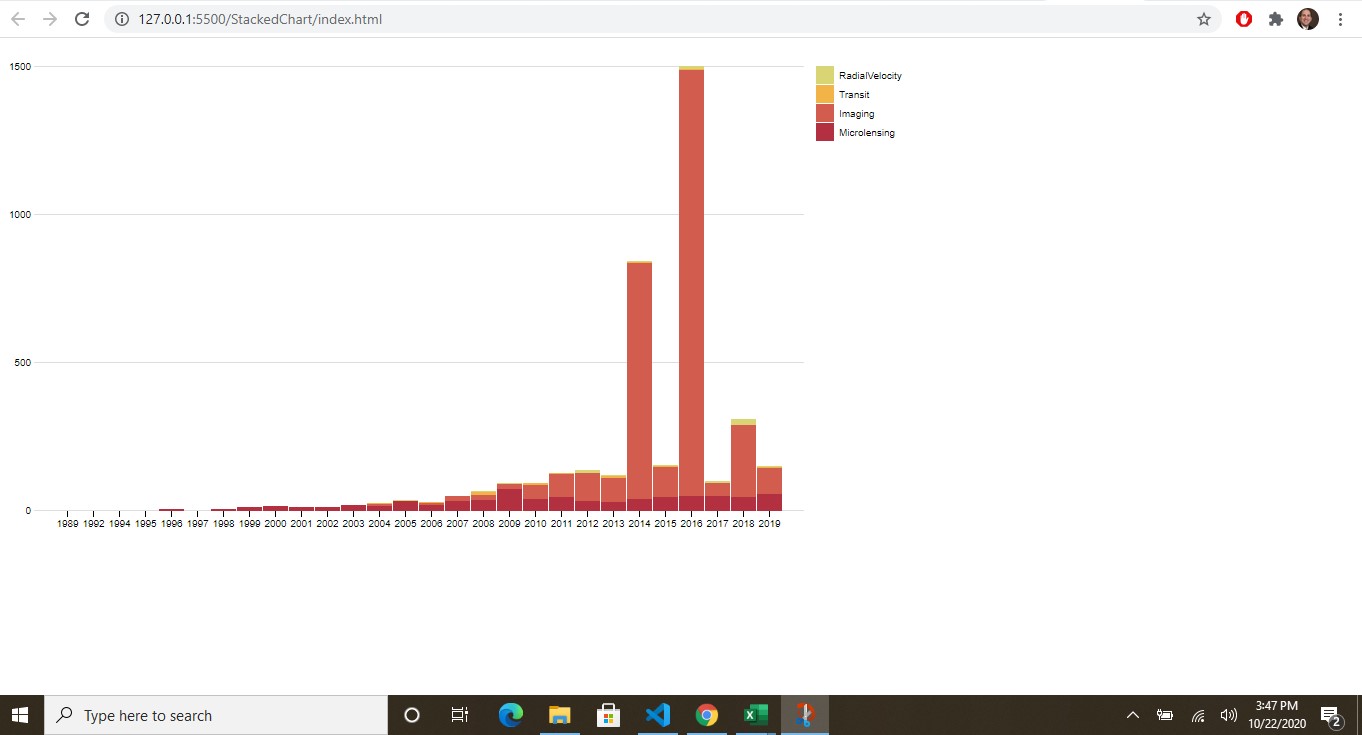 127.0.0.1:5500/StackedChart/index.html
1500
1000
500
0
1989 1992 1994 1995 1996 1997 1998 1999 2000 2001 2002 2003 2004 2005 2006 2007 2008 2009 2010 2011 2012 2013 2014 2015 2016 2017 2018 2019
RadialVelocity
Transit
Imaging
Microlensing
Type here to search
3:47 PM
10/22/2020
2